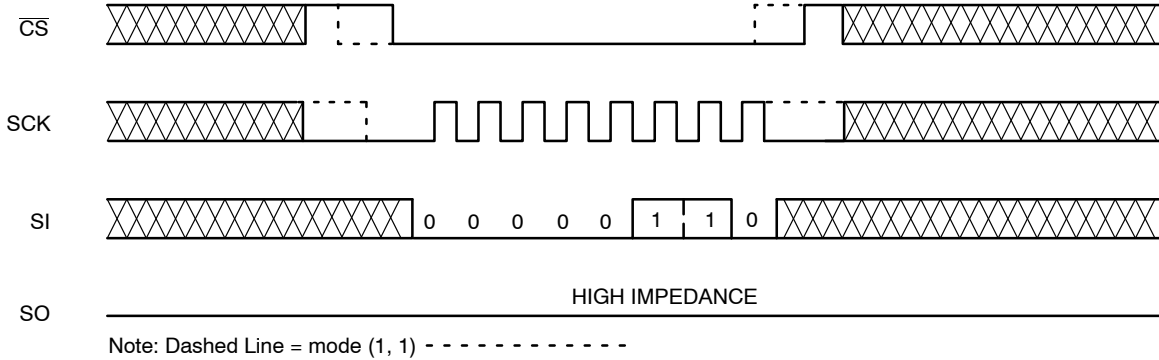 CS
SCK
SI 0 0 0 0 0 1 1 0
HIGH IMPEDANCE
SO
Note: Dashed Line = mode (1, 1)